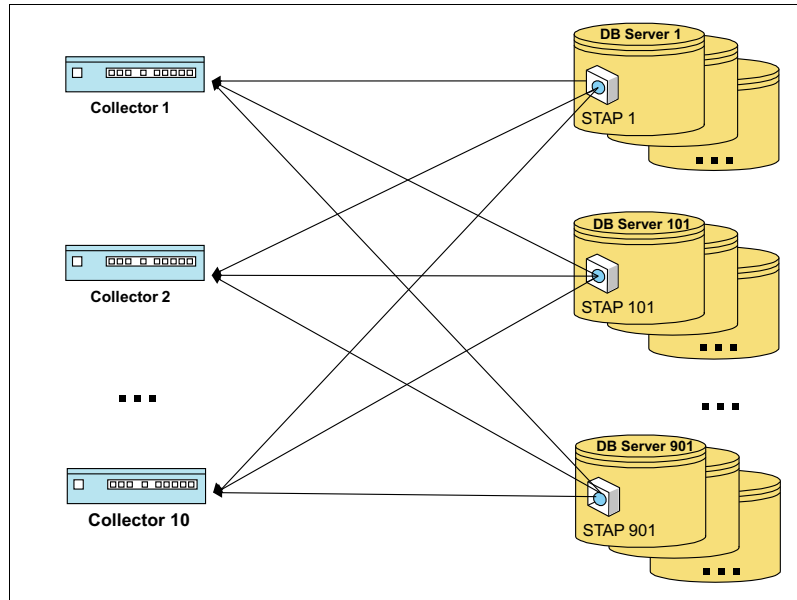 DB Server 1
Collector 1
STAP 1
DB Server 101
Collector 2
STAP 101
DB Server 901
Collector 10
STAP 901